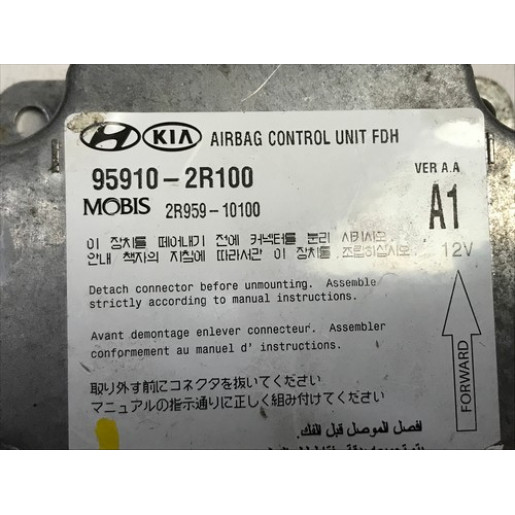 HYUNDAI KIA AIRBAG CONTROL UNIT FDH
95910-2R100 VER A.A
MOBIS 2R959-10100 A1
이 장치를 떼어내기 전에 커넥터를 분리 시키시오
안내 책자의 지침에 따라서만 이 장치를 조립하십시오 12V
Detach connector before unmounting. Assemble
strictly according to manual instructions.
Avant demontage enlever connecteur. Assembler
conformement au manuel d' instructions.
FORWARD
取り外す前にコネクタを抜いてください
マニュアルの指示通りに正しく組み付けてください
افصل الموصل قبل الفك.